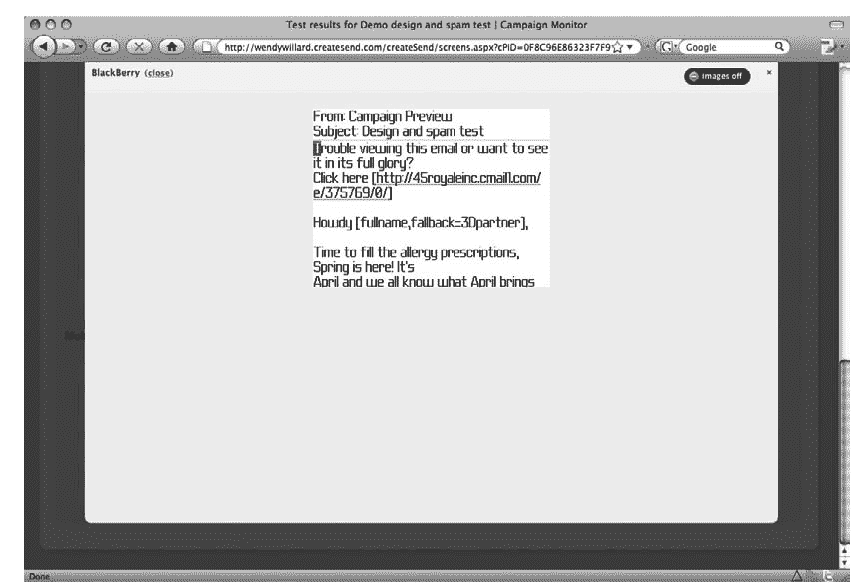 Test results for Demo design and spam test | Campaign Monitor
http://wendywillard.createsend.com/createSend/screens.aspx?cPID=0F8C96E86323F7F9
Google
BlackBerry (close)
Images off
From: Campaign Preview
Subject: Design and spam test
Trouble viewing this email or want to see
it in its full glory?
Click here [http://45royaleinc.cmail1.com/
e/375769/0/]
Howdy [fullname,fallback=3Dpartner],
Time to fill the allergy prescriptions,
Spring is here! It's
April and we all know what April brings
Done